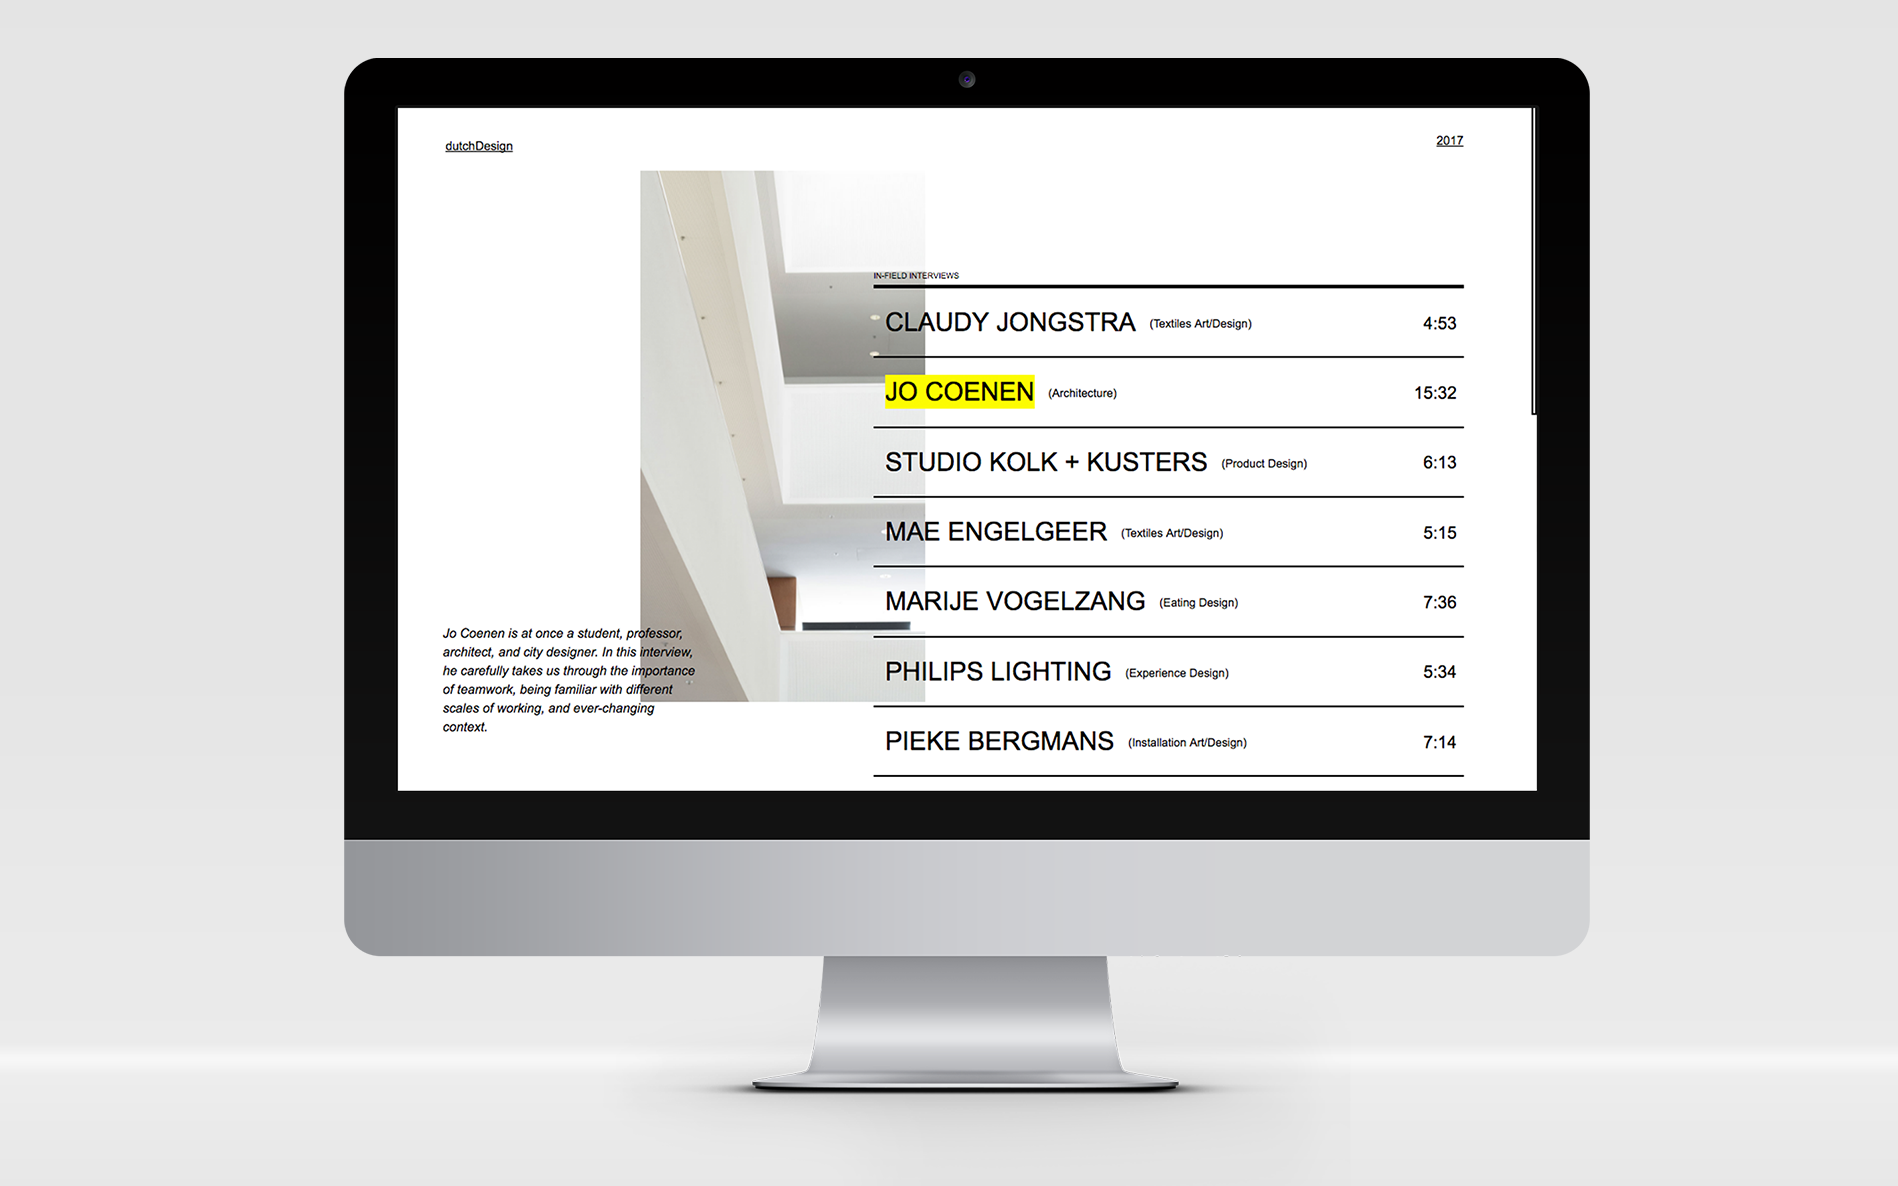 dutchDesign
2017
IN-FIELD INTERVIEWS
CLAUDY JONGSTRA (Textiles Art/Design) 4:53
JO COENEN (Architecture) 15:32
STUDIO KOLK + KUSTERS (Product Design) 6:13
MAE ENGELGEER (Textiles Art/Design) 5:15
MARIJE VOGELZANG (Eating Design) 7:36
PHILIPS LIGHTING (Experience Design) 5:34
PIEKE BERGMANS (Installation Art/Design) 7:14
Jo Coenen is at once a student, professor,
architect, and city designer. In this interview,
he carefully takes us through the importance
of teamwork, being familiar with different
scales of working, and ever-changing
context.